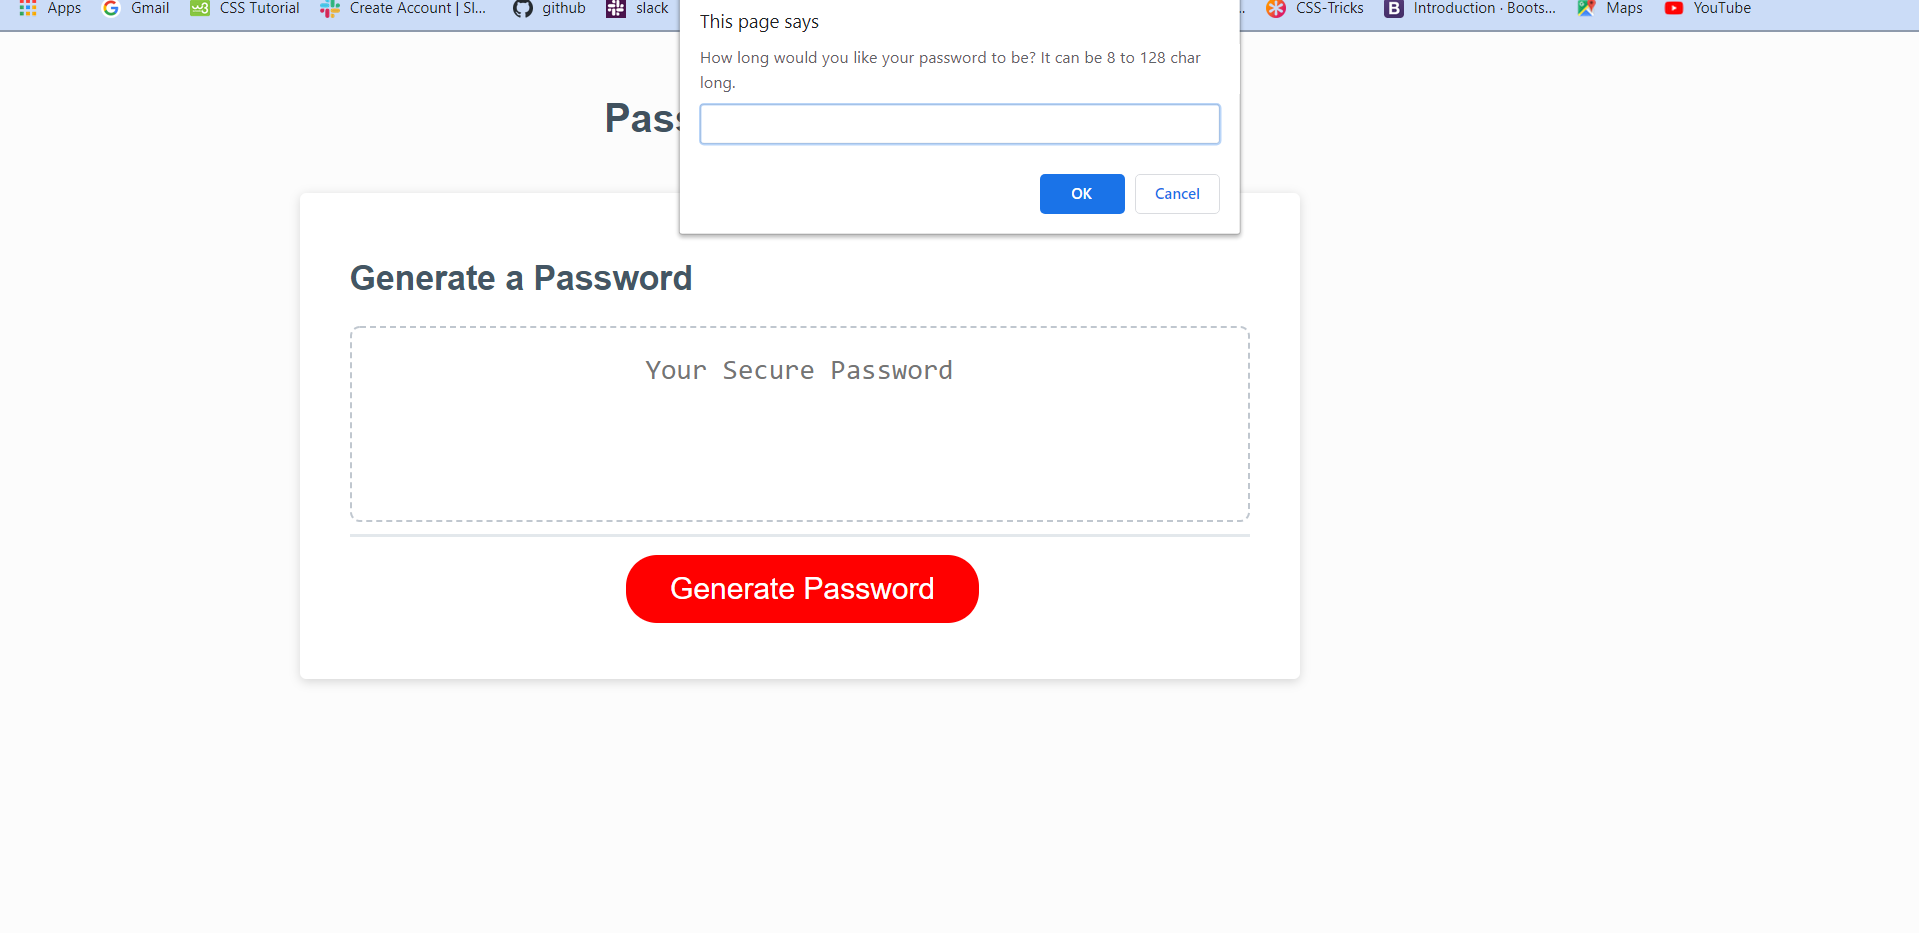 Apps Gmail CSS Tutorial Create Account | Sl... github slack CSS-Tricks Introduction · Boots... Maps YouTube
This page says
How long would you like your password to be? It can be 8 to 128 char
long.
OK Cancel
Generate a Password
Your Secure Password
Generate Password